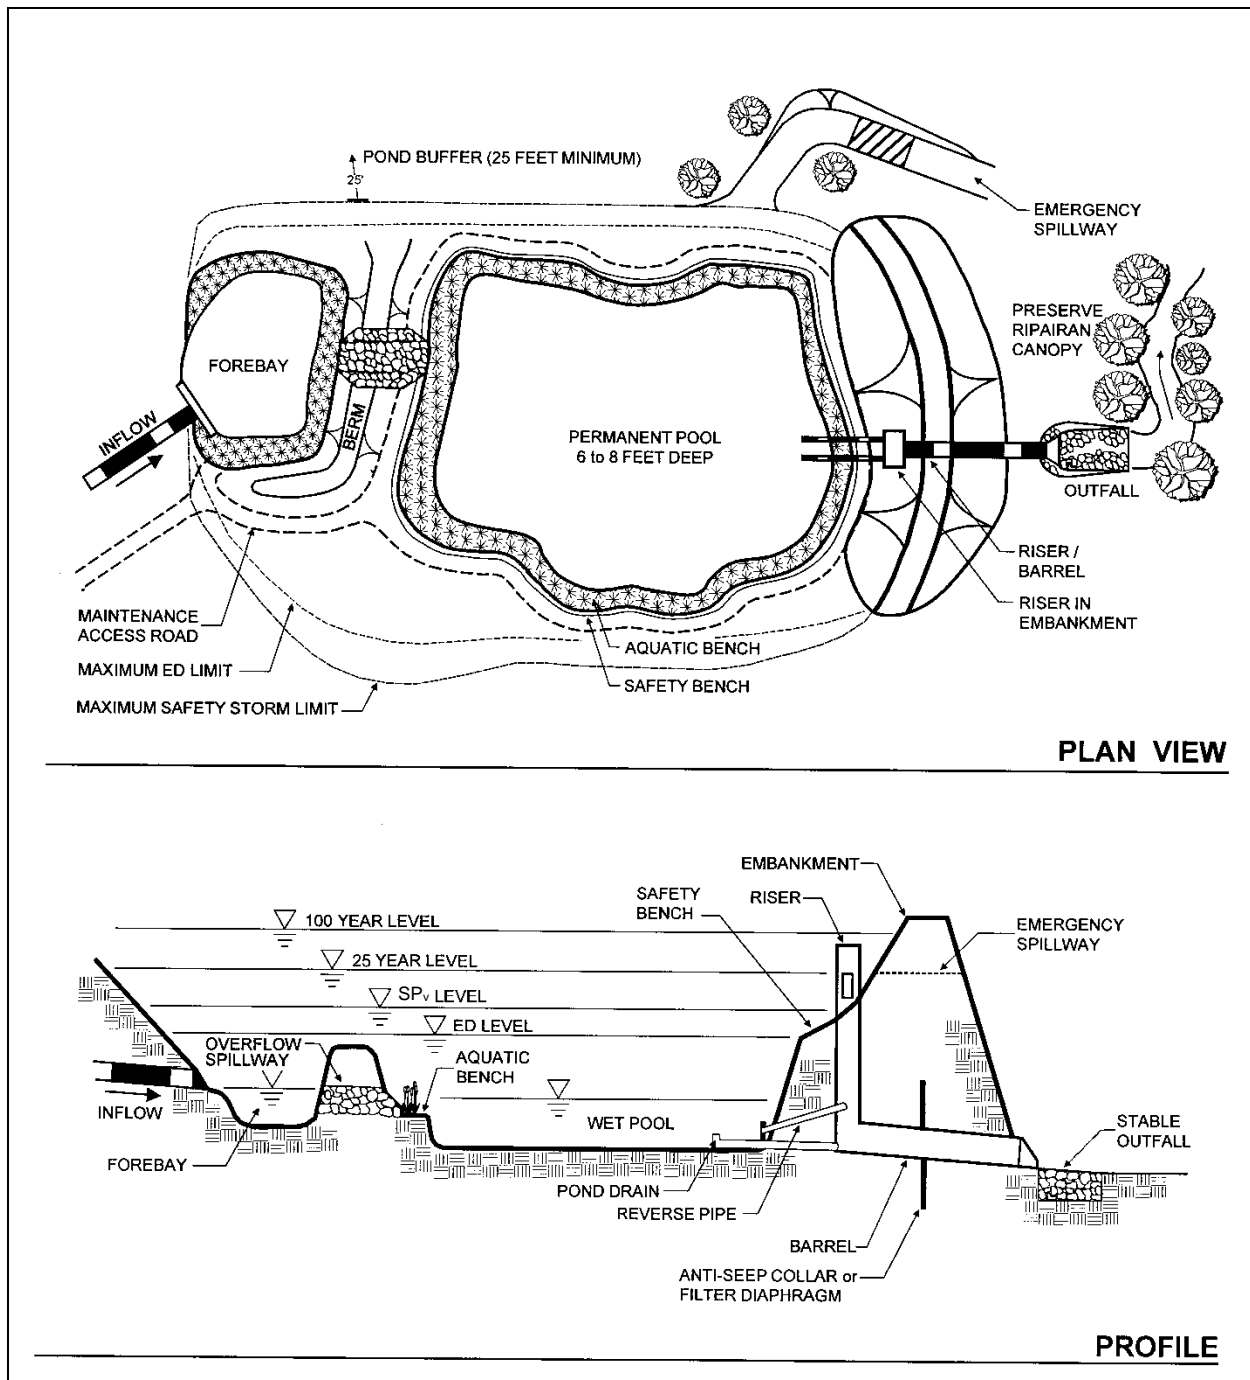 POND BUFFER (25 FEET MINIMUM)
25'
EMERGENCY
SPILLWAY
PRESERVE
RIPAIRAN
CANOPY
FOREBAY
INFLOW
BERM
PERMANENT POOL
6 to 8 FEET DEEP
OUTFALL
RISER /
BARREL
RISER IN
EMBANKMENT
MAINTENANCE
ACCESS ROAD
AQUATIC BENCH
MAXIMUM ED LIMIT
SAFETY BENCH
MAXIMUM SAFETY STORM LIMIT
PLAN VIEW
EMBANKMENT
SAFETY
BENCH
RISER
100 YEAR LEVEL
EMERGENCY
SPILLWAY
25 YEAR LEVEL
SPv LEVEL
ED LEVEL
OVERFLOW
SPILLWAY
AQUATIC
BENCH
INFLOW
WET POOL
STABLE
OUTFALL
FOREBAY
POND DRAIN
REVERSE PIPE
BARREL
ANTI-SEEP COLLAR or
FILTER DIAPHRAGM
PROFILE